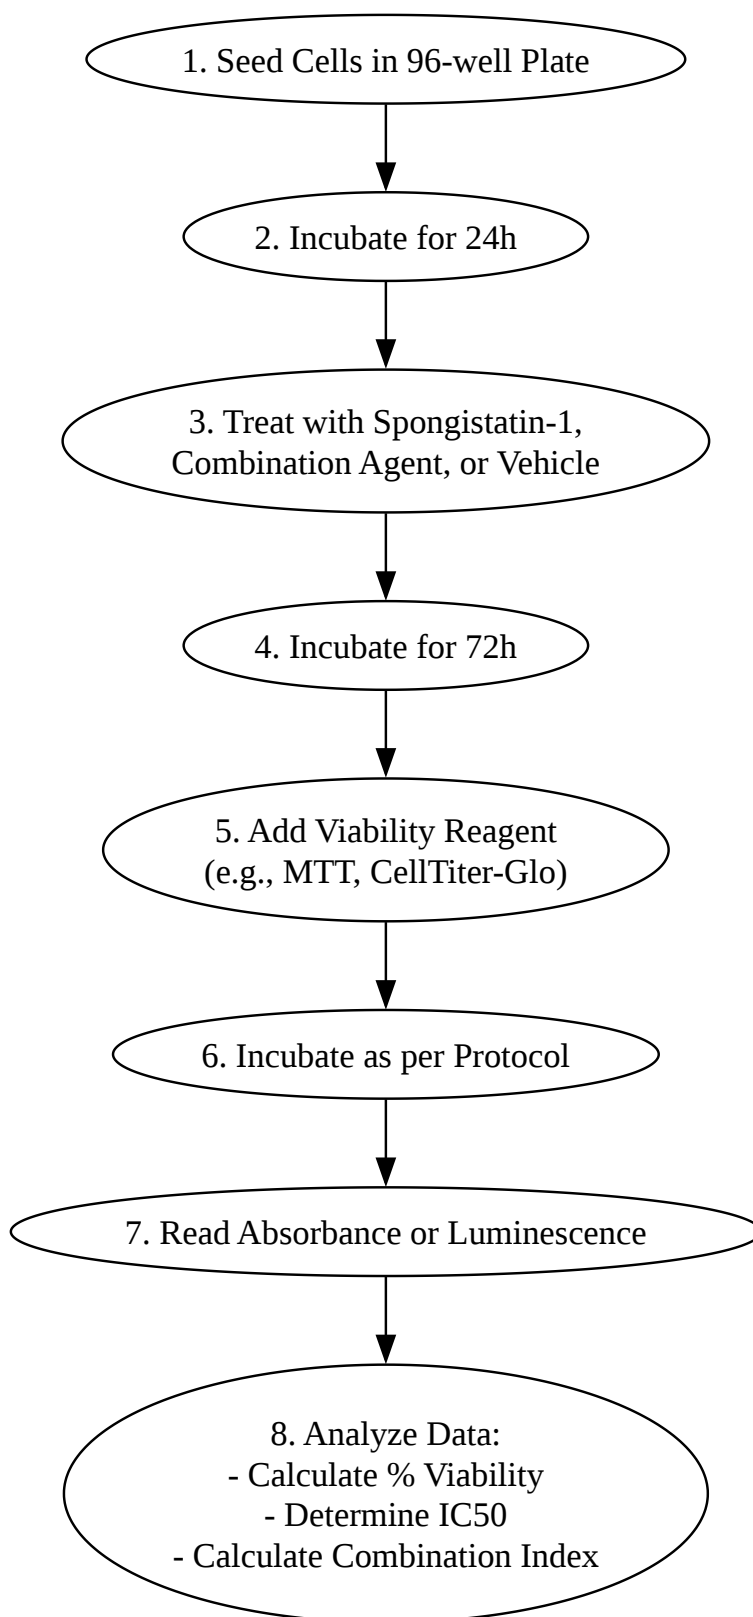 1. Seed Cells in 96-well Plate
2. Incubate for 24h
3. Treat with Spongistatin-1,
Combination Agent, or Vehicle
4. Incubate for 72h
5. Add Viability Reagent
(e.g., MTT, CellTiter-Glo)
6. Incubate as per Protocol
7. Read Absorbance or Luminescence
8. Analyze Data:
- Calculate % Viability
- Determine IC50
- Calculate Combination Index